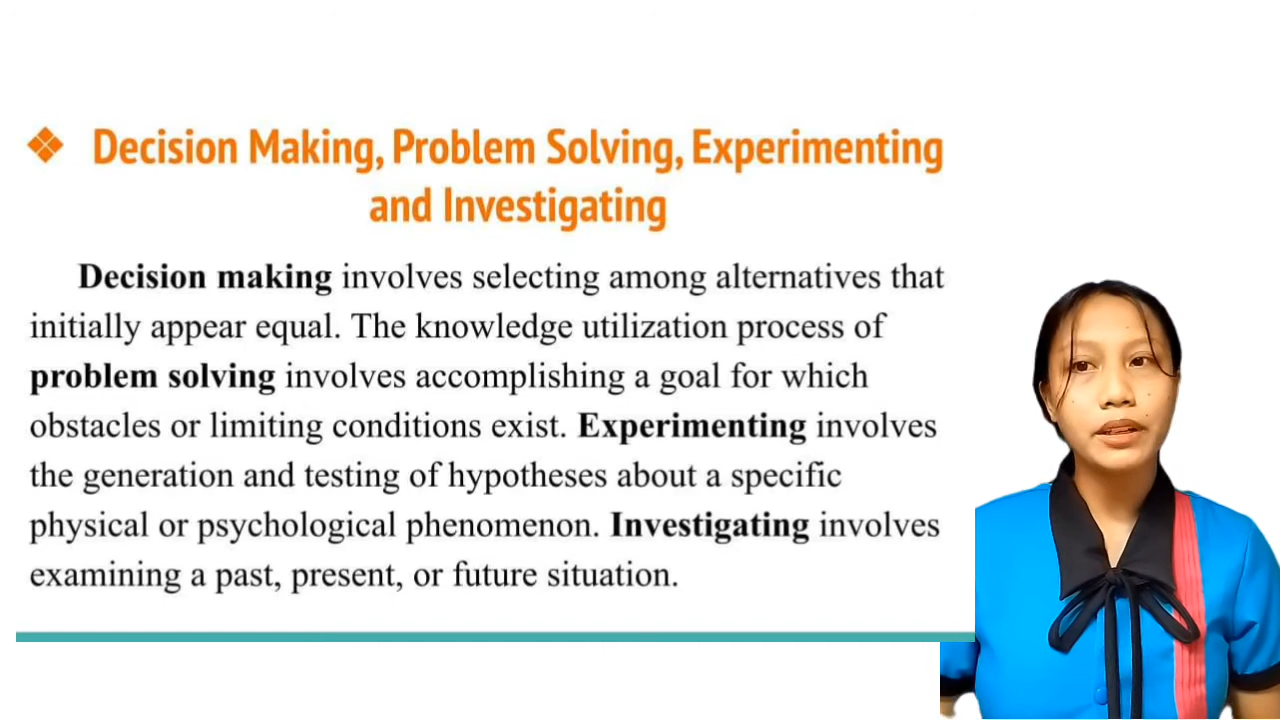 Decision Making, Problem Solving, Experimenting
and Investigating
Decision making involves selecting among alternatives that
initially appear equal. The knowledge utilization process of
problem solving involves accomplishing a goal for which
obstacles or limiting conditions exist. Experimenting involves
the generation and testing of hypotheses about a specific
physical or psychological phenomenon. Investigating involves
examining a past, present, or future situation.